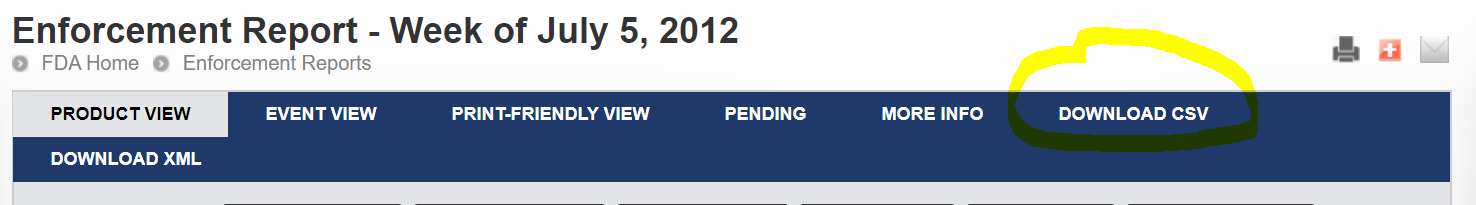 Enforcement Report - Week of July 5, 2012
FDA Home Enforcement Reports
PRODUCT VIEW EVENT VIEW PRINT-FRIENDLY VIEW PENDING MORE INFO DOWNLOAD CSV
DOWNLOAD XML